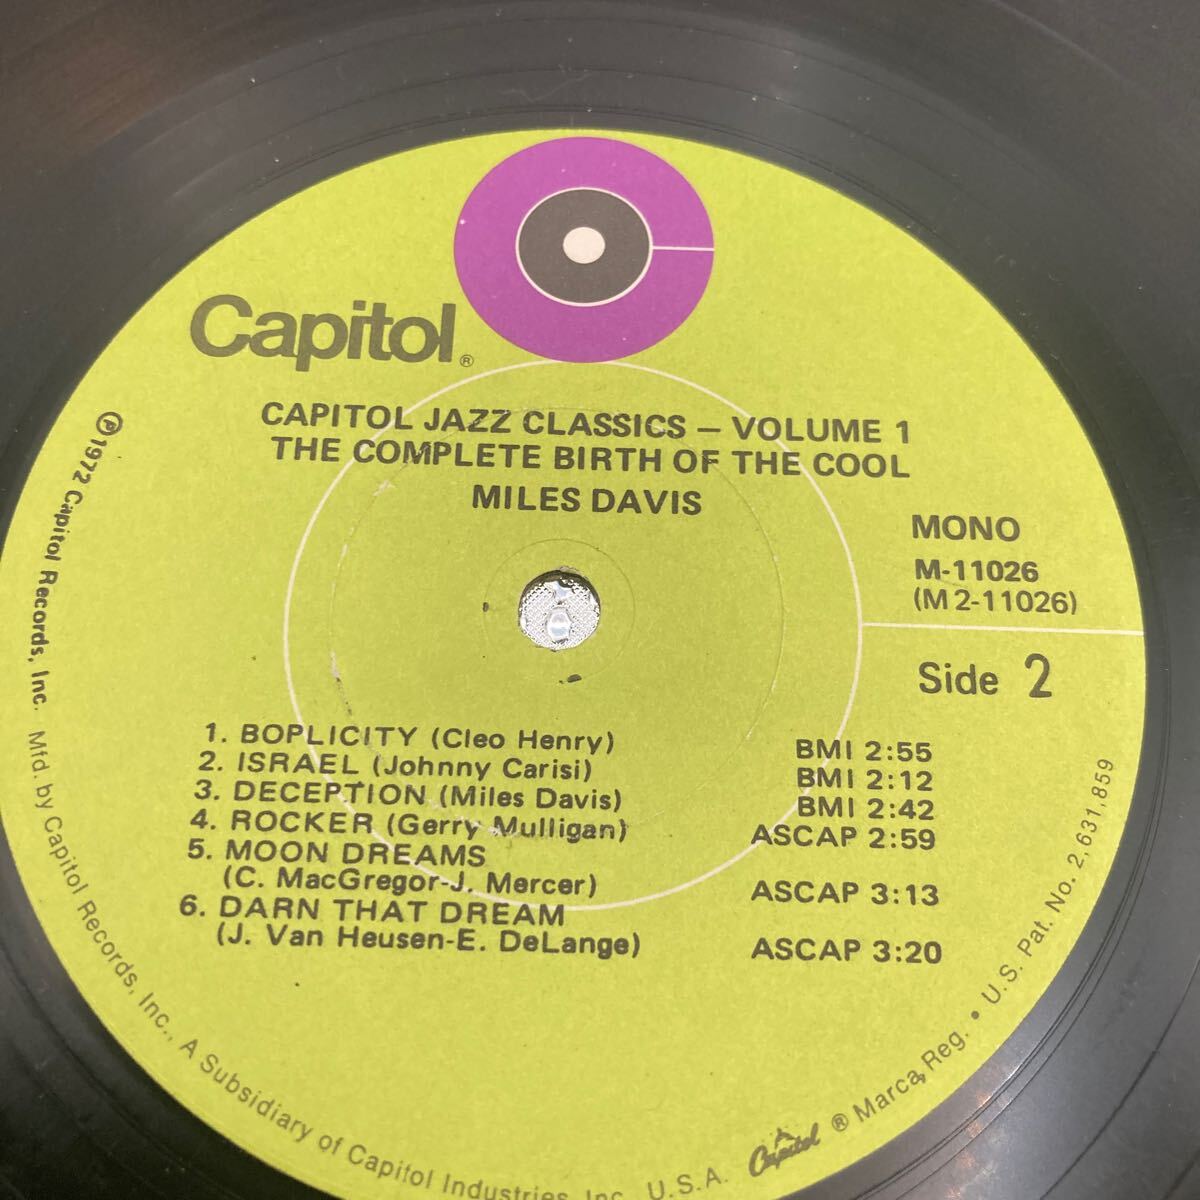 Capitol®
CAPITOL JAZZ CLASSICS — VOLUME 1
THE COMPLETE BIRTH OF THE COOL
MILES DAVIS
MONO
M-11026
(M2-11026)
Side 2
1. BOPLICITY (Cleo Henry) BMI 2:55
2. ISRAEL (Johnny Carisi) BMI 2:12
3. DECEPTION (Miles Davis) BMI 2:42
4. ROCKER (Gerry Mulligan) ASCAP 2:59
5. MOON DREAMS
(C. MacGregor-J. Mercer) ASCAP 3:13
6. DARN THAT DREAM
(J. Van Heusen-E. DeLange) ASCAP 3:20
℗1972 Capitol Records, Inc. Mfd. by Capitol Records, Inc., A Subsidiary of Capitol Industries, Inc. U.S.A. Capitol ® Marca Reg. • U.S. Pat. No. 2,631,859